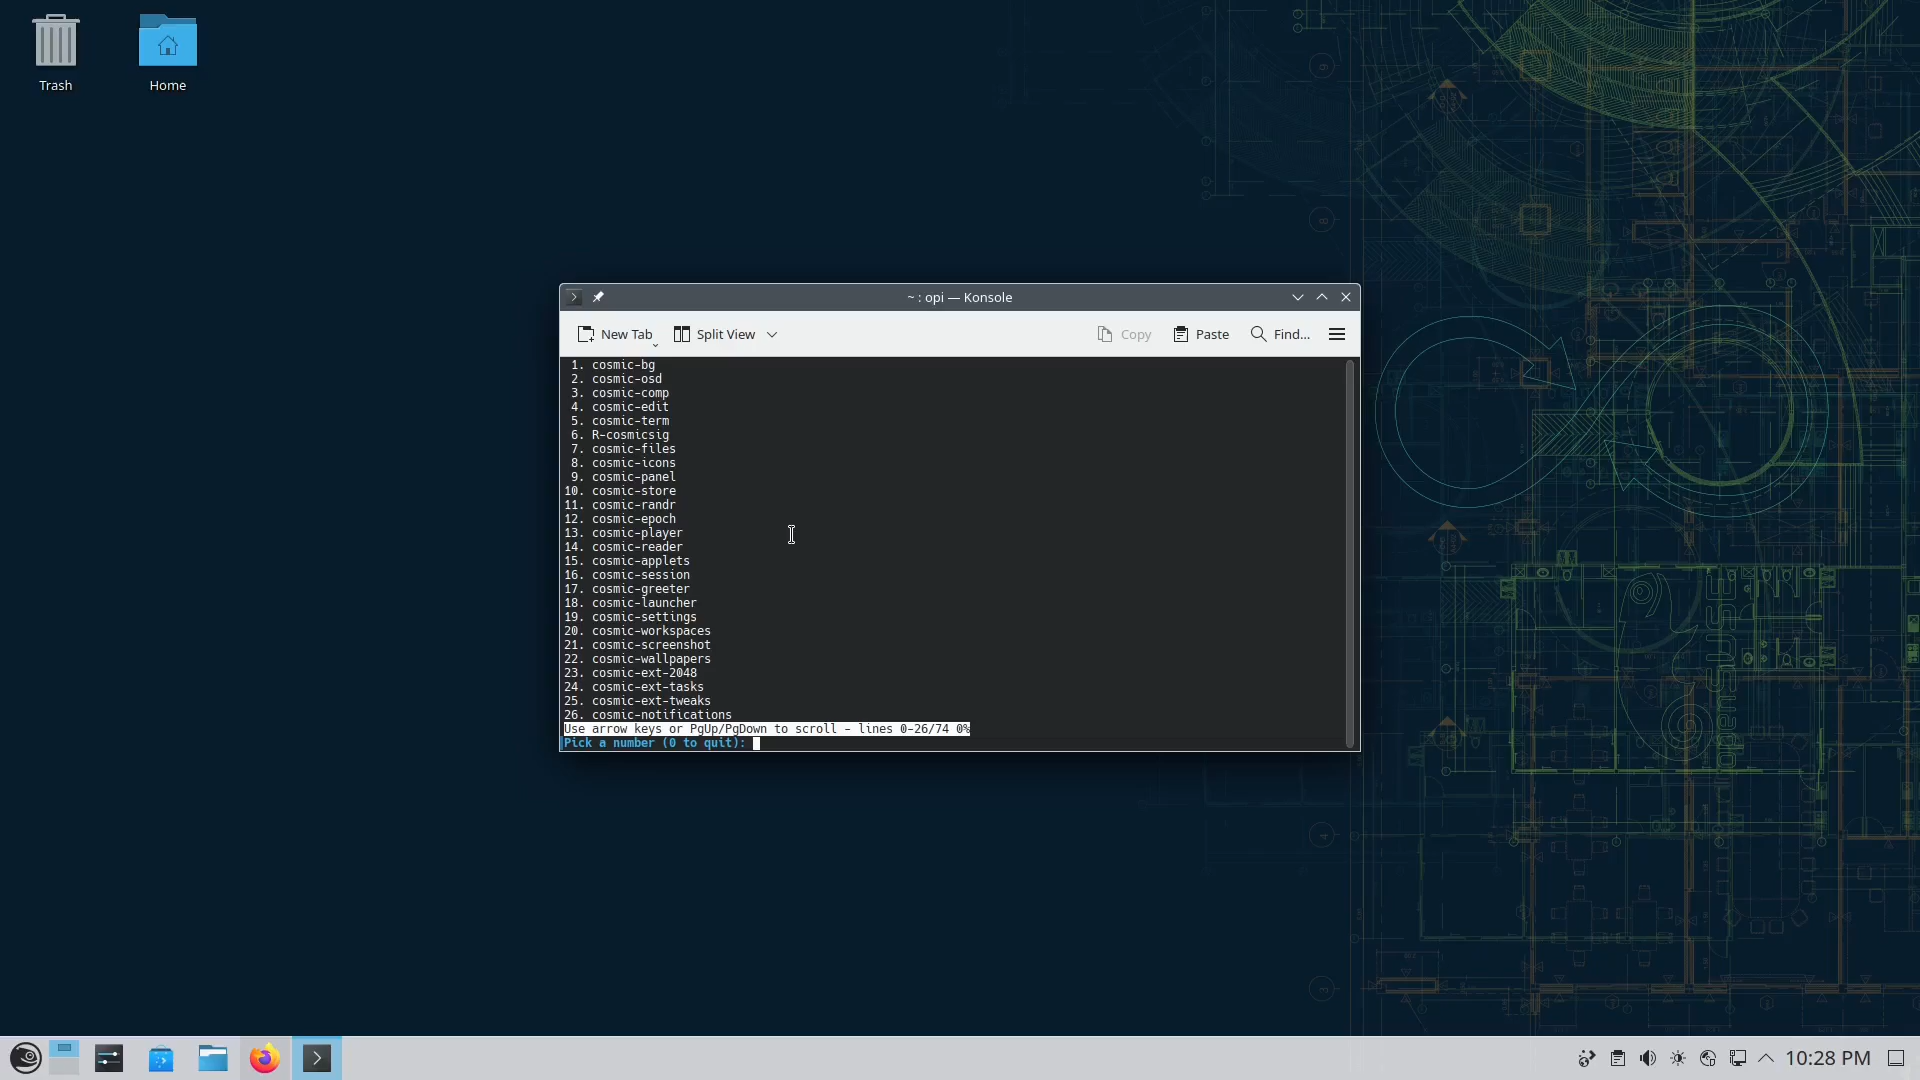 Trash
Home
~ : opi — Konsole
New Tab
Split View
Copy
Paste
Find...
1. cosmic-bg
2. cosmic-osd
3. cosmic-comp
4. cosmic-edit
5. cosmic-term
6. R-cosmicsig
7. cosmic-files
8. cosmic-icons
9. cosmic-panel
10. cosmic-store
11. cosmic-randr
12. cosmic-epoch
13. cosmic-player
14. cosmic-reader
15. cosmic-applets
16. cosmic-session
17. cosmic-greeter
18. cosmic-launcher
19. cosmic-settings
20. cosmic-workspaces
21. cosmic-screenshot
22. cosmic-wallpapers
23. cosmic-ext-2048
24. cosmic-ext-tasks
25. cosmic-ext-tweaks
26. cosmic-notifications
Use arrow keys or PgUp/PgDown to scroll - lines 0-26/74 0%
Pick a number (0 to quit):
openSUSE
10:28 PM